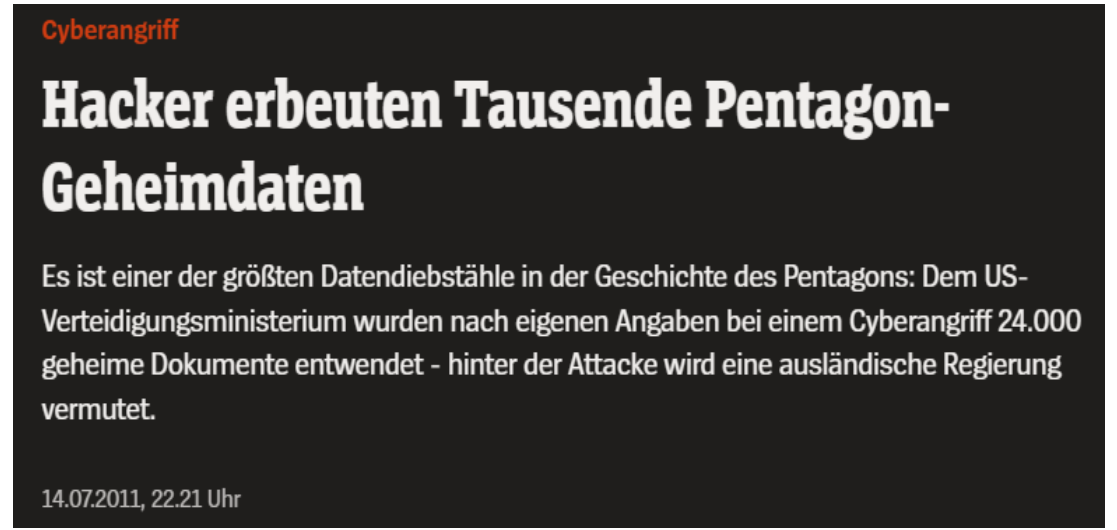 Cyberangriff
Hacker erbeuten Tausende Pentagon-
Geheimdaten
Es ist einer der größten Datendiebstähle in der Geschichte des Pentagons: Dem US-
Verteidigungsministerium wurden nach eigenen Angaben bei einem Cyberangriff 24.000
geheime Dokumente entwendet - hinter der Attacke wird eine ausländische Regierung
vermutet.
14.07.2011, 22.21 Uhr